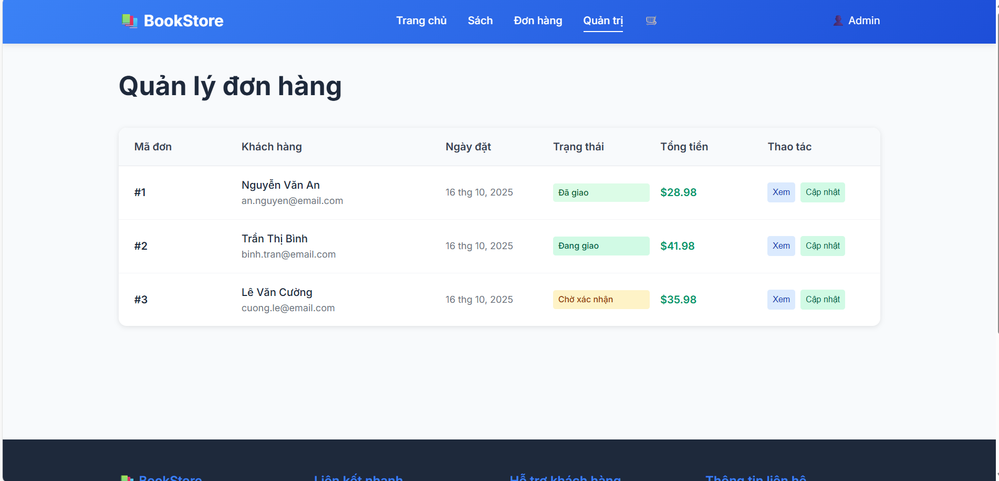 BookStore
Trang chủ
Sách
Đơn hàng
Quản trị
Admin
Quản lý đơn hàng
Mã đơn Khách hàng Ngày đặt Trạng thái Tổng tiền Thao tác
#1 Nguyễn Văn An 16 thg 10, 2025 Đã giao $28.98 Xem Cập nhật
an.nguyen@email.com
#2 Trần Thị Bình 16 thg 10, 2025 Đang giao $41.98 Xem Cập nhật
binh.tran@email.com
#3 Lê Văn Cường 16 thg 10, 2025 Chờ xác nhận $35.98 Xem Cập nhật
cuong.le@email.com
BookStore Liên kết nhanh Hỗ trợ khách hàng Thông tin liên hệ